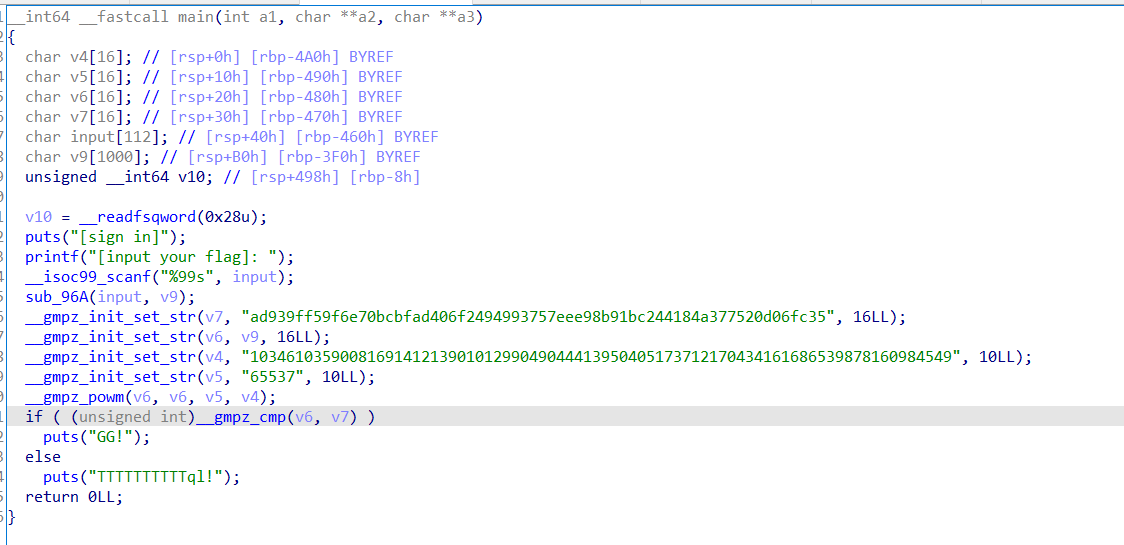 __int64 __fastcall main(int a1, char **a2, char **a3)
{
char v4[16]; // [rsp+0h] [rbp-4A0h] BYREF
char v5[16]; // [rsp+10h] [rbp-490h] BYREF
char v6[16]; // [rsp+20h] [rbp-480h] BYREF
char v7[16]; // [rsp+30h] [rbp-470h] BYREF
char input[112]; // [rsp+40h] [rbp-460h] BYREF
char v9[1000]; // [rsp+B0h] [rbp-3F0h] BYREF
unsigned __int64 v10; // [rsp+498h] [rbp-8h]
v10 = __readfsqword(0x28u);
puts("[sign in]");
printf("[input your flag]: ");
__isoc99_scanf("%99s", input);
sub_96A(input, v9);
__gmpz_init_set_str(v7, "ad939ff59f6e70bcbfad406f2494993757eee98b91bc244184a377520d06fc35", 16LL);
__gmpz_init_set_str(v6, v9, 16LL);
__gmpz_init_set_str(v4, "103461035900816914121390101299049044413950405173712170434161686539878160984549", 10LL);
__gmpz_init_set_str(v5, "65537", 10LL);
__gmpz_powm(v6, v6, v5, v4);
if ( (unsigned int)__gmpz_cmp(v6, v7) )
puts("GG!");
else
puts("TTTTTTTTTTql!");
return 0LL;
}